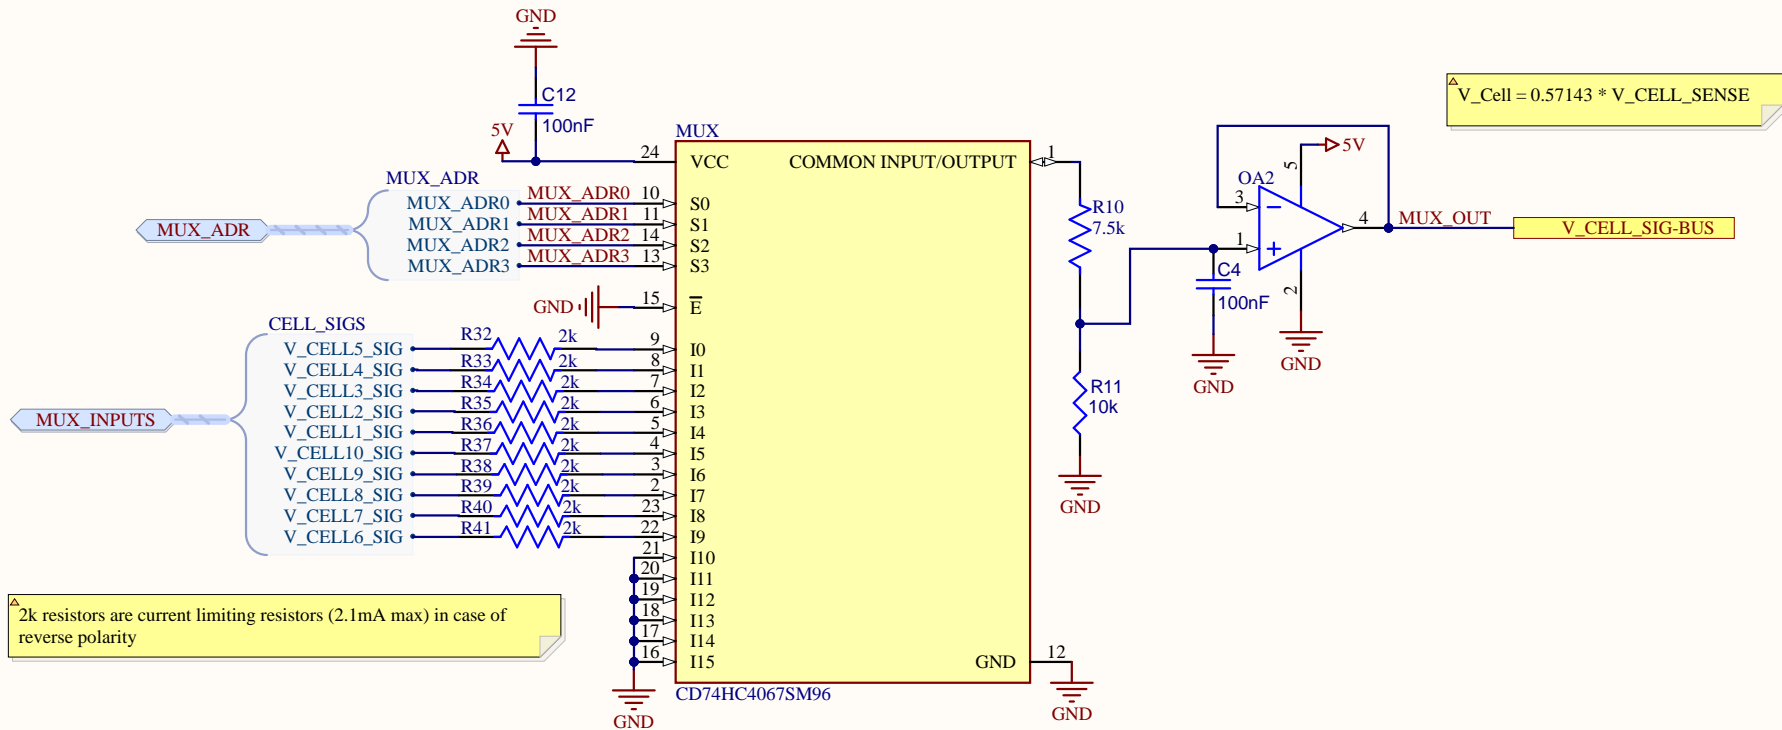 GND
C12
100nF
5V
MUX
24
VCC
COMMON INPUT/OUTPUT
1
V_Cell = 0.57143 * V_CELL_SENSE
MUX_ADR
MUX_ADR
MUX_ADR0
MUX_ADR0
10
S0
MUX_ADR1
MUX_ADR1
11
S1
MUX_ADR2
MUX_ADR2
14
S2
MUX_ADR3
MUX_ADR3
13
S3
GND
15
E
R10
7.5k
OA2
5V
5
3
4
1
2
MUX_OUT
V_CELL_SIG-BUS
C4
100nF
GND
GND
R11
10k
GND
CELL_SIGS
MUX_INPUTS
V_CELL5_SIG
R32
2k
9
I0
V_CELL4_SIG
R33
2k
8
I1
V_CELL3_SIG
R34
2k
7
I2
V_CELL2_SIG
R35
2k
6
I3
V_CELL1_SIG
R36
2k
5
I4
V_CELL10_SIG
R37
2k
4
I5
V_CELL9_SIG
R38
2k
3
I6
V_CELL8_SIG
R39
2k
2
I7
V_CELL7_SIG
R40
2k
23
I8
V_CELL6_SIG
R41
2k
22
I9
21
I10
20
I11
19
I12
18
I13
17
I14
16
I15
GND
GND
12
GND
CD74HC4067SM96
2k resistors are current limiting resistors (2.1mA max) in case of
reverse polarity